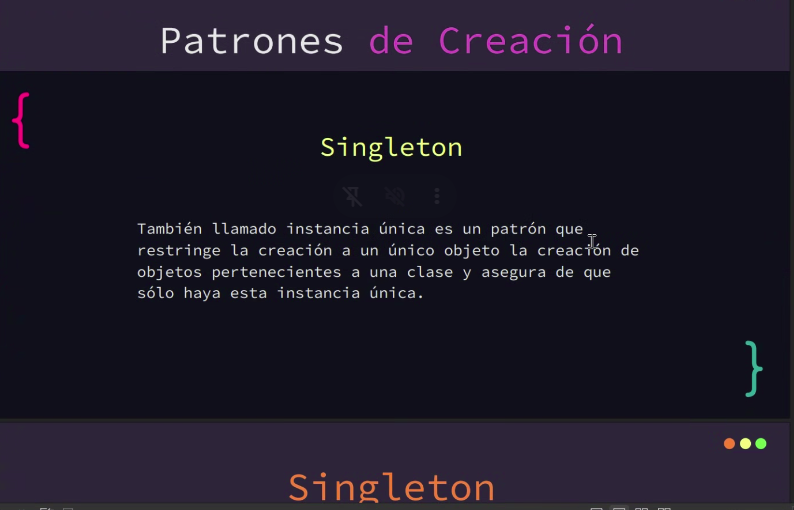 Patrones de Creación
{
Singleton
También llamado instancia única es un patrón que
restringe la creación a un único objeto la creación de
objetos pertenecientes a una clase y asegura de que
sólo haya esta instancia única.
}
Singleton